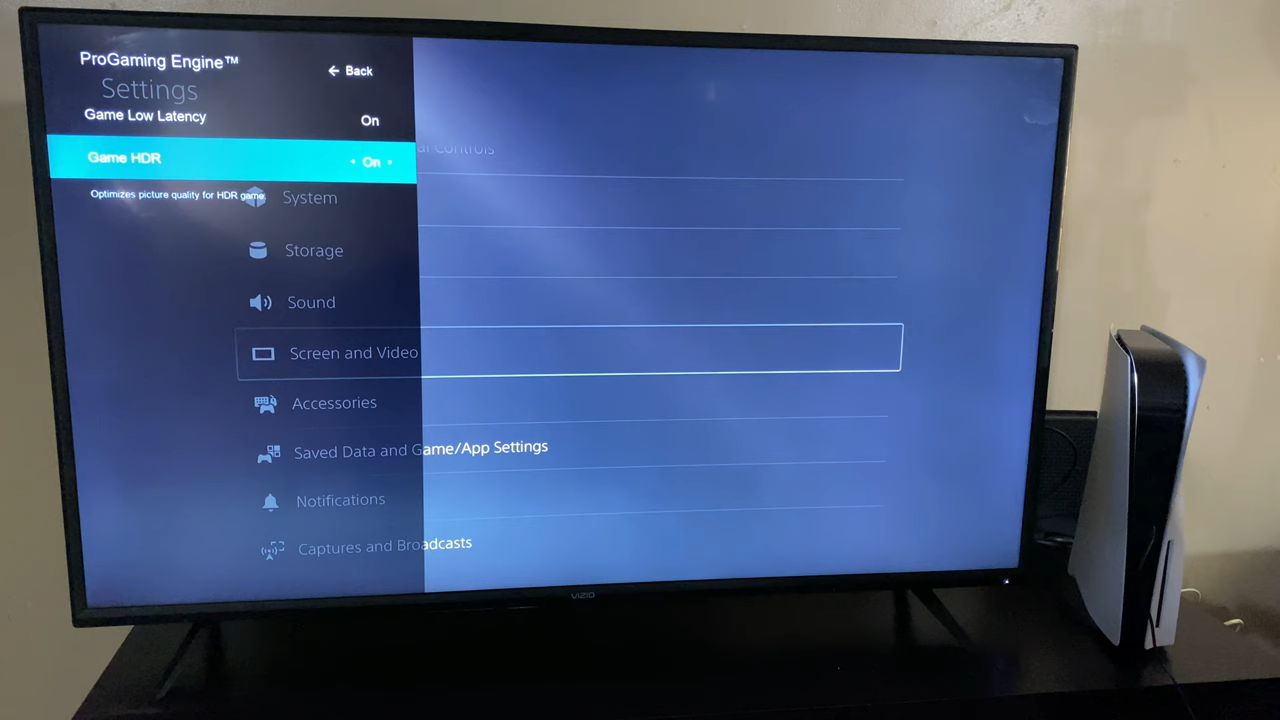 ProGaming Engine™
← Back
Settings
Game Low Latency On
Game HDR • On •
Optimizes picture quality for HDR game
Controls
System
Storage
Sound
Screen and Video
Accessories
Saved Data and Game/App Settings
Notifications
Captures and Broadcasts
VIZIO